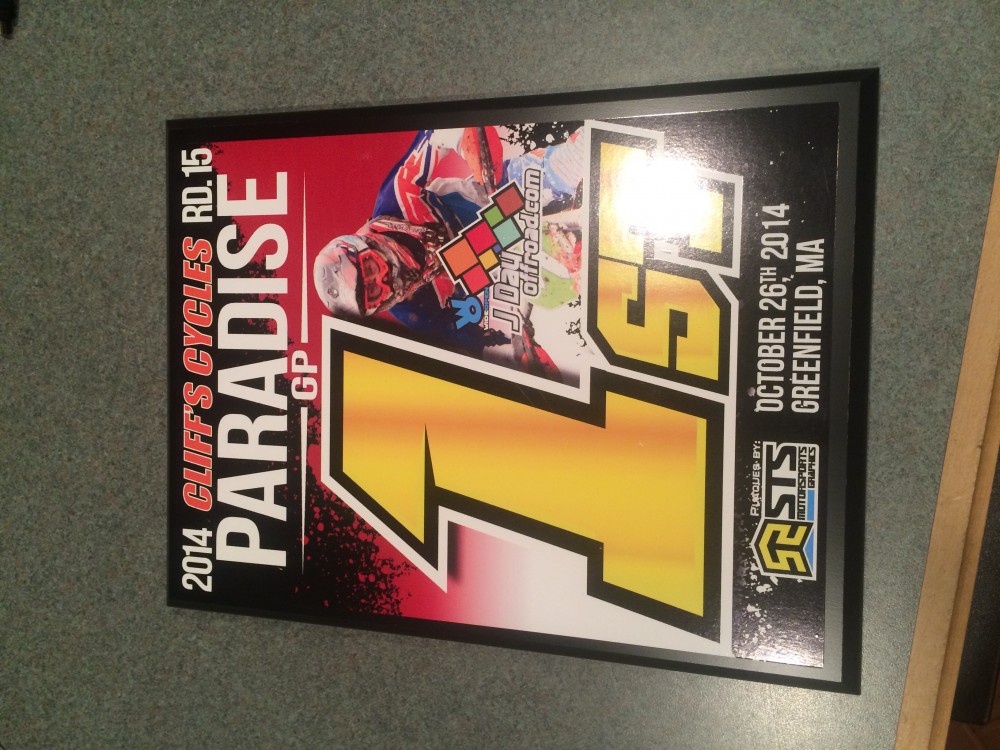 2014 CLIFF'S CYCLES RD. 15
PARADISE
GP
J. Day
offroad.com
1ST
OCTOBER 26TH, 2014
GREENFIELD, MA
PLAQUES BY:
STS
MOTORSPORTS
GRAPHICS